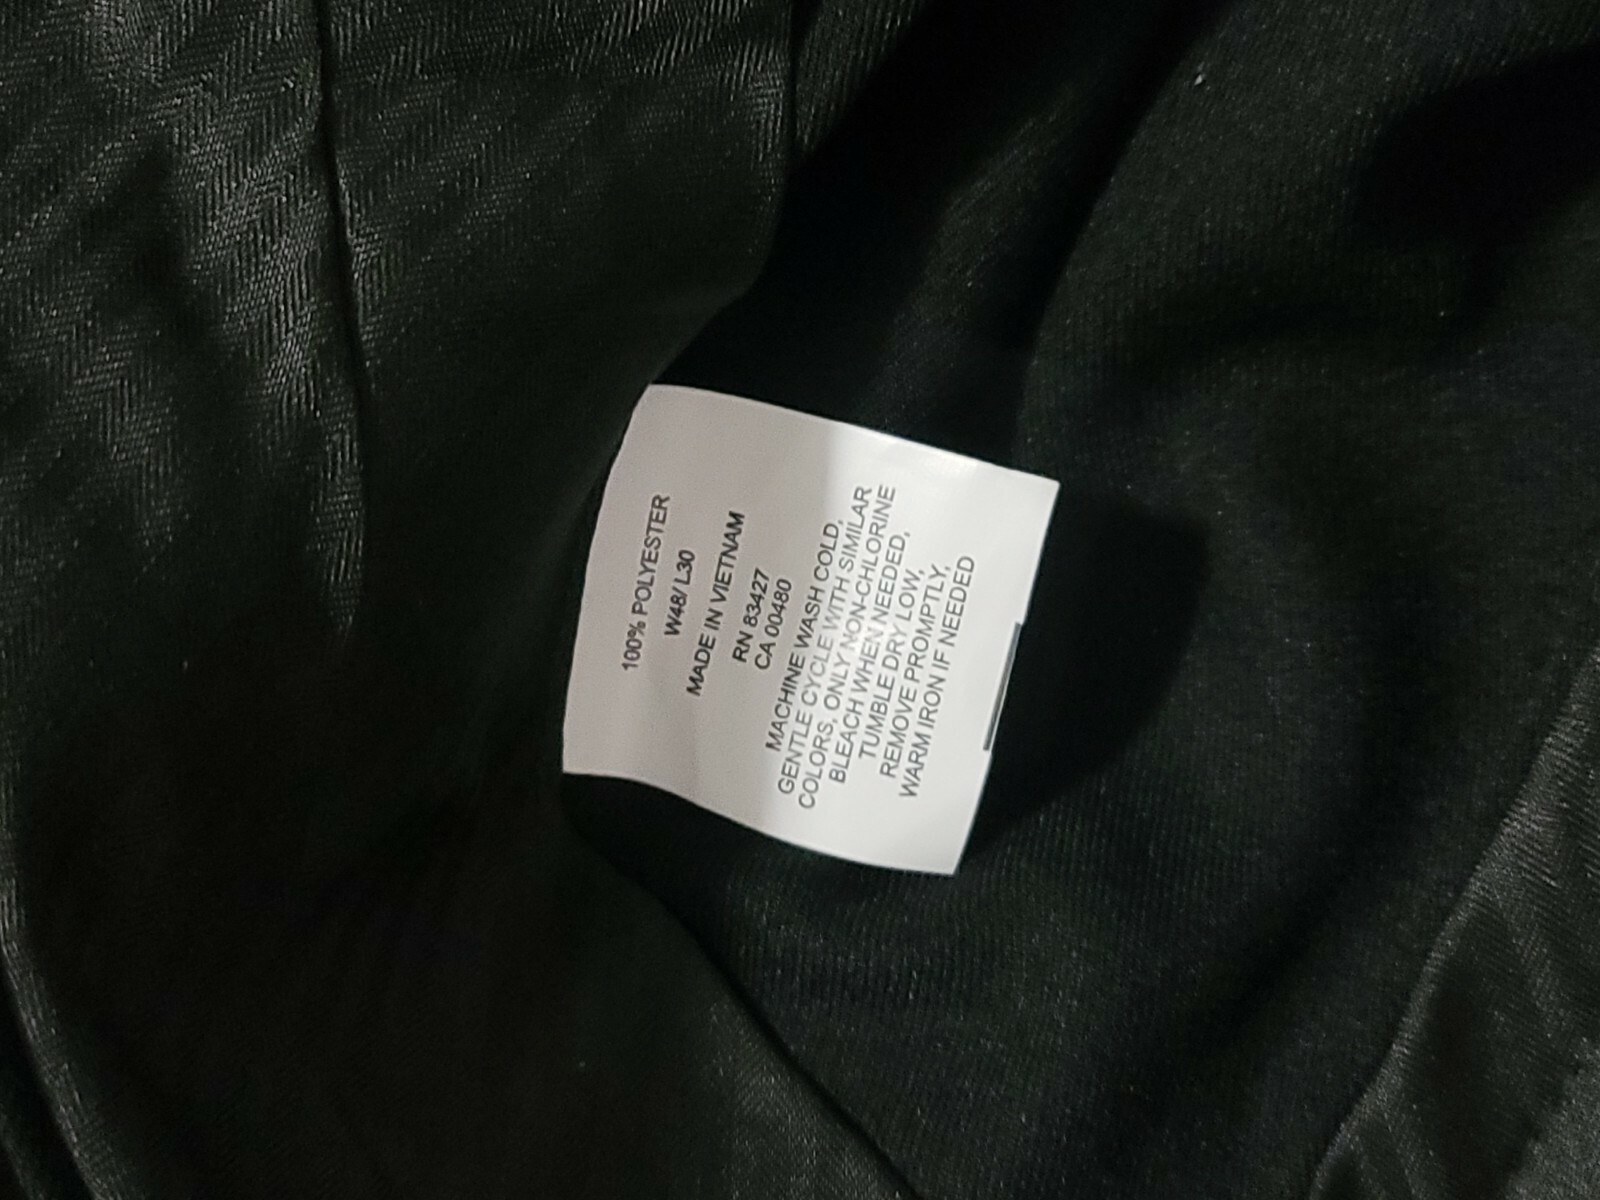 100% POLYESTER
W48/ L30
MADE IN VIETNAM
RN 83427
CA 00480
MACHINE WASH COLD,
GENTLE CYCLE WITH SIMILAR
COLORS, ONLY NON-CHLORINE
BLEACH WHEN NEEDED,
TUMBLE DRY LOW,
REMOVE PROMPTLY,
WARM IRON IF NEEDED